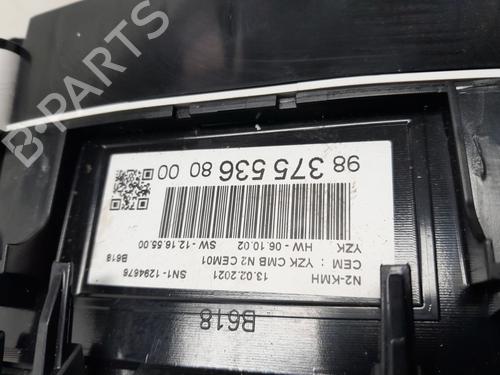 98 375 536 80 00
YZK HW - 06.10.02 SW -12.16.55.00
CEM : YZK CMB N2 CEM01
B618
N2-KMH 13.02.2021 SN1- 1294676
B618
B-PARTS